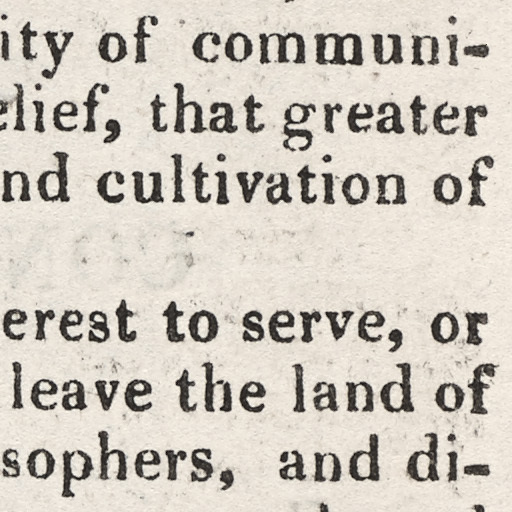 ity of communi-
elief, that greater
nd cultivation of
erest to serve, or
leave the land of
sophers, and di-